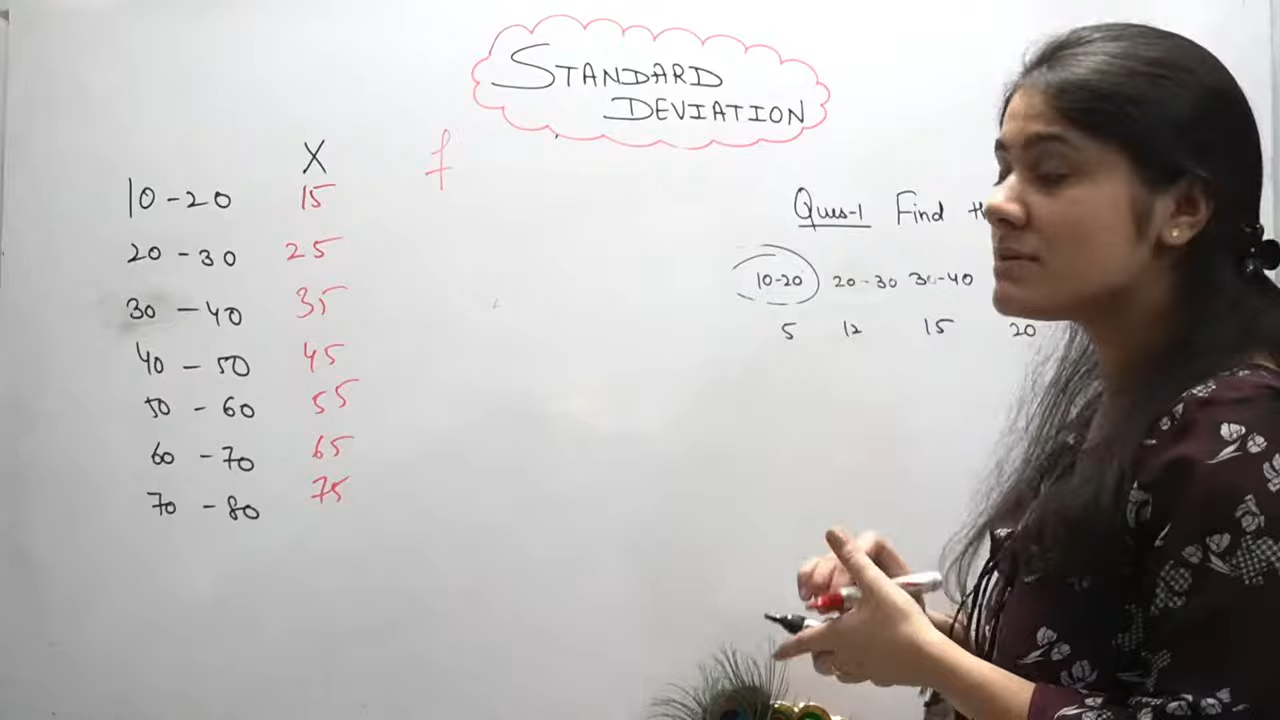 STANDARD
DEVIATION
X f
10-20 15
20-30 25
30-40 35
40-50 45
50-60 55
60-70 65
70-80 75
Ques-1 Find
10-20 20-30 30-40
5 12 15 20